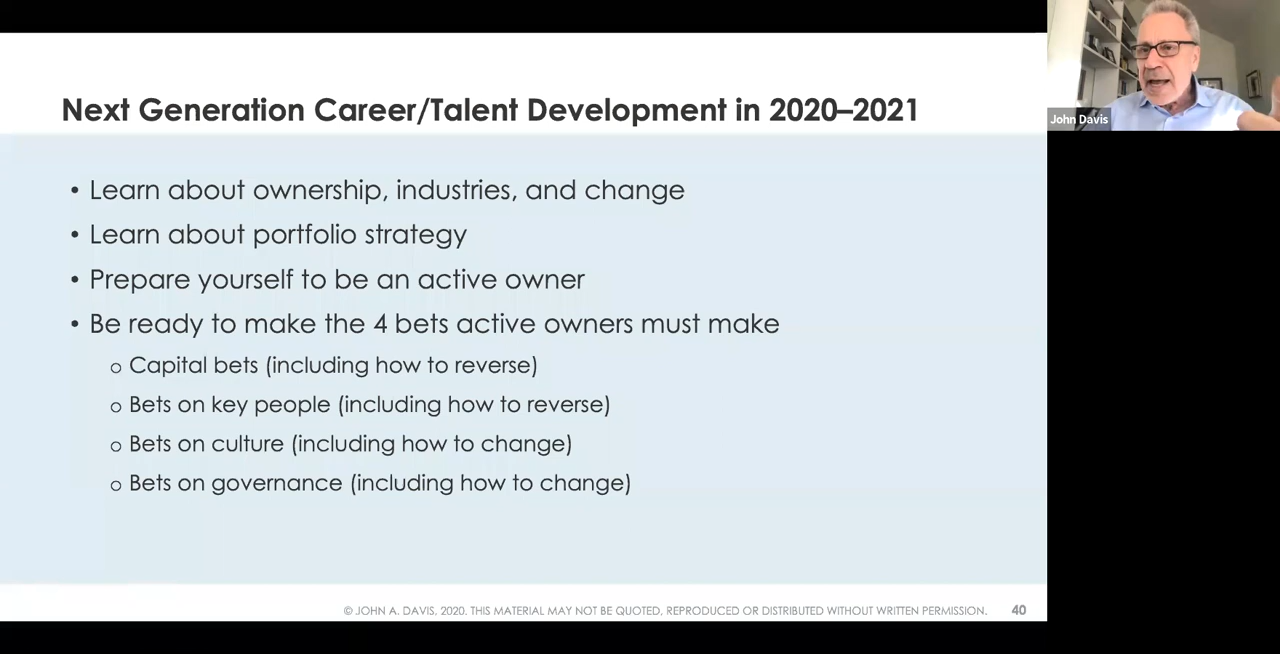 Next Generation Career/Talent Development in 2020–2021
• Learn about ownership, industries, and change
• Learn about portfolio strategy
• Prepare yourself to be an active owner
• Be ready to make the 4 bets active owners must make
o Capital bets (including how to reverse)
o Bets on key people (including how to reverse)
o Bets on culture (including how to change)
o Bets on governance (including how to change)
© JOHN A. DAVIS, 2020. THIS MATERIAL MAY NOT BE QUOTED, REPRODUCED OR DISTRIBUTED WITHOUT WRITTEN PERMISSION. 40
John Davis